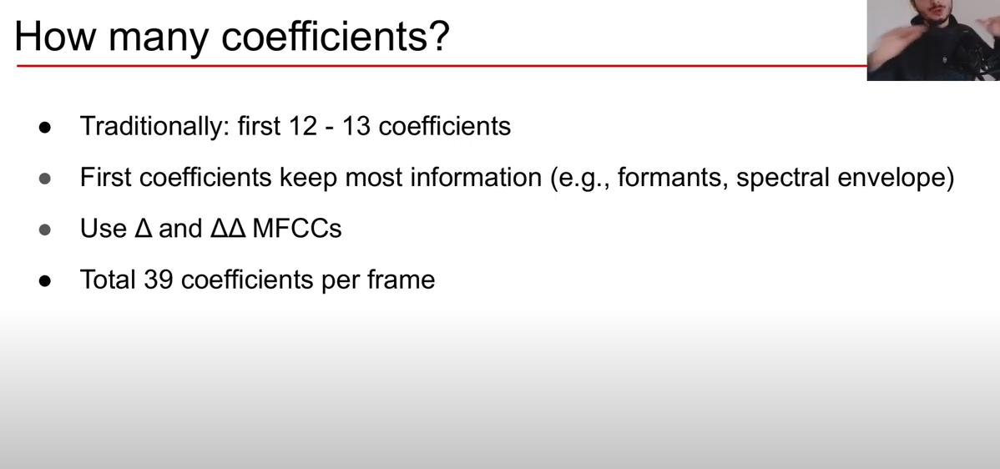 How many coefficients?
● Traditionally: first 12 - 13 coefficients
● First coefficients keep most information (e.g., formants, spectral envelope)
● Use Δ and ΔΔ MFCCs
● Total 39 coefficients per frame